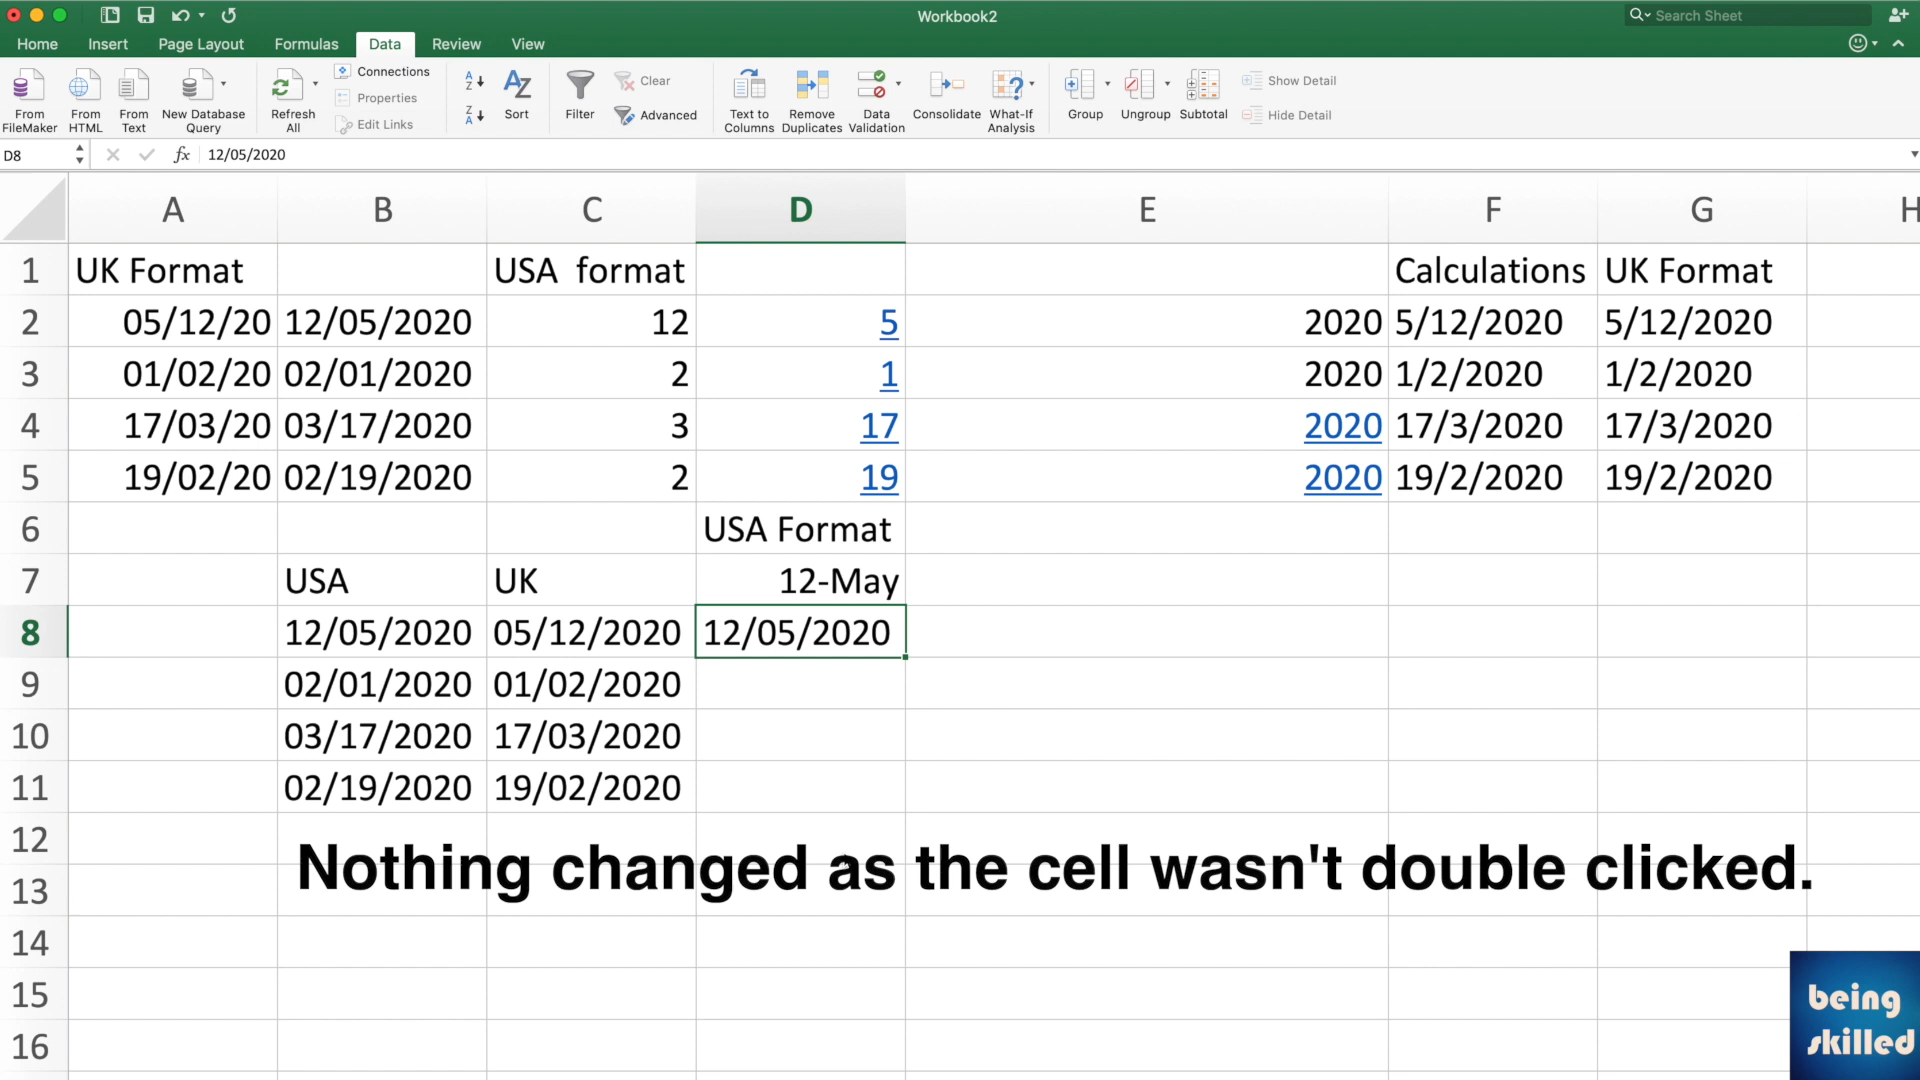 Workbook2
Search Sheet
Home Insert Page Layout Formulas Data Review View
From FileMaker
From HTML
From Text
New Database Query
Refresh All
Connections
Properties
Edit Links
Sort
Filter
Clear
Advanced
Text to Columns
Remove Duplicates
Data Validation
Consolidate
What-If Analysis
Group
Ungroup
Subtotal
Show Detail
Hide Detail
D8 fx 12/05/2020
A B C D E F G H
1 UK Format USA format Calculations UK Format
2 05/12/20 12/05/2020 12 5 2020 5/12/2020 5/12/2020
3 01/02/20 02/01/2020 2 1 2020 1/2/2020 1/2/2020
4 17/03/20 03/17/2020 3 17 2020 17/3/2020 17/3/2020
5 19/02/20 02/19/2020 2 19 2020 19/2/2020 19/2/2020
6 USA Format
7 USA UK 12-May
8 12/05/2020 05/12/2020 12/05/2020
9 02/01/2020 01/02/2020
10 03/17/2020 17/03/2020
11 02/19/2020 19/02/2020
12
Nothing changed as the cell wasn't double clicked.
13
14
15
16
being
skilled